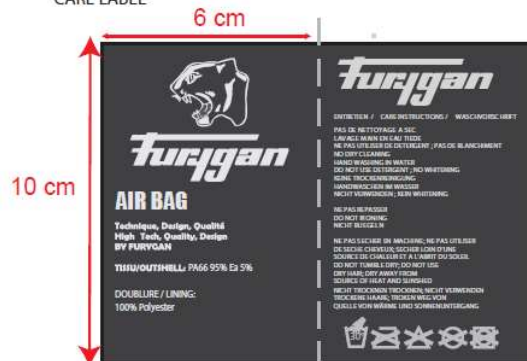 CARE LABEL
6 cm
10 cm
Furygan
AIR BAG
Technique, Design, Qualité
High Tech, Quality, Design
BY FURYGAN
TISSU/OUTSHELL: PA66 95% Ea 5%
DOUBLURE / LINING:
100% Polyester
Furygan
ENTRETIEN / CARE INSTRUCTIONS / WASCHVORSCHRIFT
PAS DE NETTOYAGE A SEC
LAVAGE MAIN EN EAU TIEDE
NE PAS UTILISER DE DETERGENT ; PAS DE BLANCHIMENT
NO DRY CLEANING
HAND WASHING IN WATER
DO NOT USE DETERGENT ; NO WHITENING
KEINE TROCKENREINIGUNG
HANDWASCHEN IM WASSER
NICHT VERWENDEN ; KEIN WHITENING
NE PAS REPASSER
DO NOT IRONING
NICHT BUEGELN
NE PAS SECHER EN MACHINE; NE PAS UTILISER
DE SECHE CHEVEUX; SECHER LOIN D'UNE
SOURCE DE CHALEUR ET A L'ABRIT DU SOLEIL
DO NOT TUMBLE DRY; DO NOT USE
DRY HAIR; DRY AWAY FROM
SOURCE OF HEAT AND SUNSHED
NICHT TROCKNEN TROCKNEN; NICHT VERWENDEN
TROCKENE HAARE; TROKEN WEG VON
QUELLE VON WÄRME UND SONNENUNTERGANG
30°